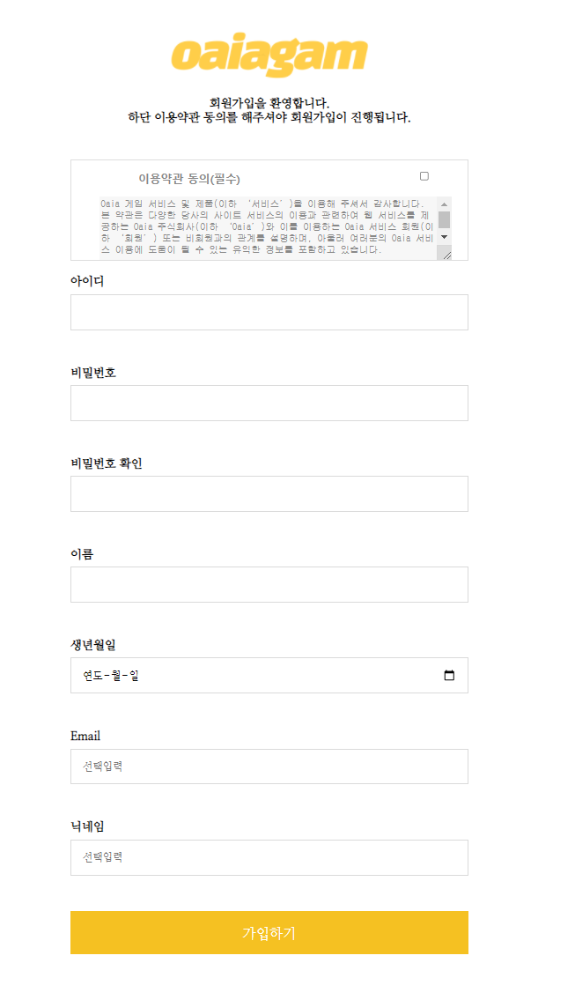 oaiagam
회원가입을 환영합니다.
하단 이용약관 동의를 해주셔야 회원가입이 진행됩니다.
이용약관 동의(필수)
Oaia 게임 서비스 및 제품(이하 ‘서비스’)을 이용해 주셔서 감사합니다.
본 약관은 다양한 당사의 사이트 서비스의 이용과 관련하여 웹 서비스를 제
공하는 Oaia 주식회사(이하 ‘Oaia’)와 이를 이용하는 Oaia 서비스 회원(이
하 ‘회원’) 또는 비회원과의 관계를 설명하며, 아울러 여러분의 Oaia 서비
스 이용에 도움이 될 수 있는 유익한 정보를 포함하고 있습니다.
아이디
비밀번호
비밀번호 확인
이름
생년월일
연도-월-일
Email
선택입력
닉네임
선택입력
가입하기